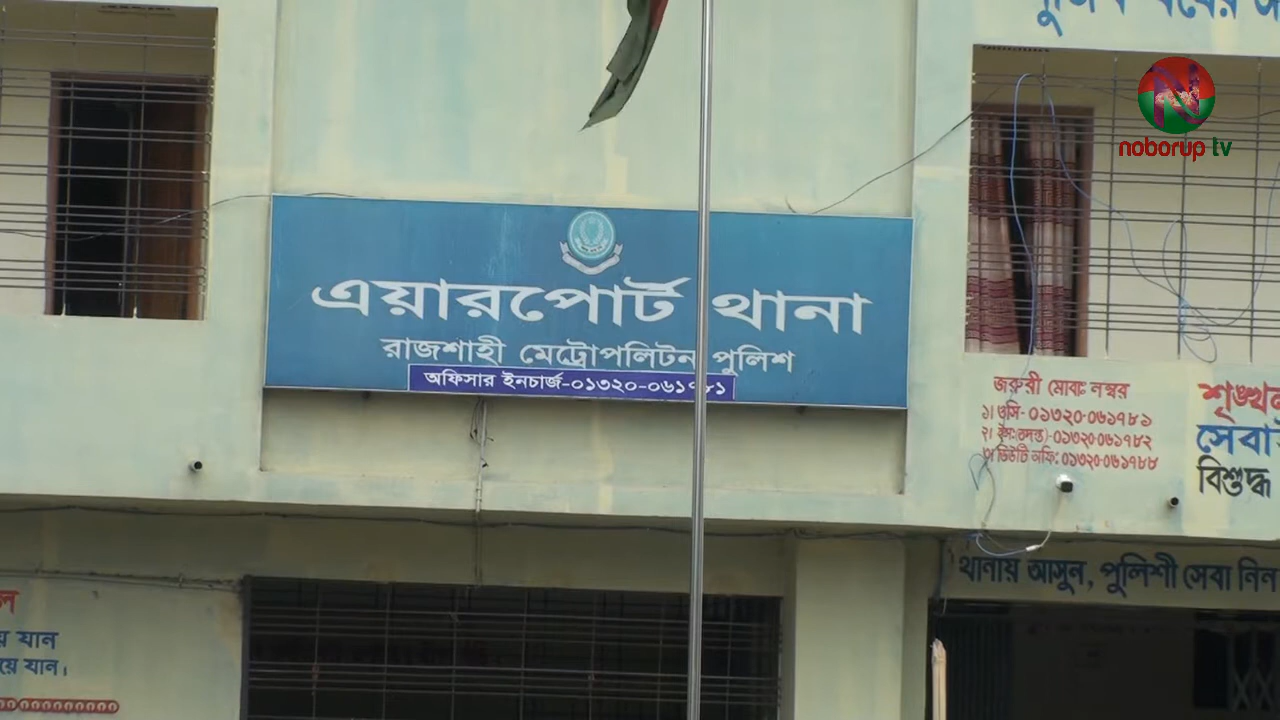 noborup tv
এয়ারপোর্ট থানা
রাজশাহী মেট্রোপলিটন পুলিশ
অফিসার ইনচার্জ-০১৩২০-০৬১৭৮১
জরুরী মোবাঃ নম্বর
১। ওসি- ০১৩২০-০৬১৭৮১
২। ইন্স:(তদন্ত)-০১৩২০-০৬১৭৮২
৩। ডিউটি অফি: ০১৩২০-০৬১৭৮৮
সেবা
বিশুদ্ধ
থানায় আসুন, পুলিশী সেবা নিন
যান
যান।